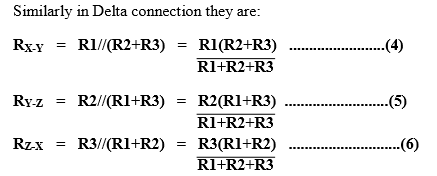 Similarly in Delta connection they are:
RX-Y = R1//(R2+R3) = R1(R2+R3) ........................(4)
R1+R2+R3
RY-Z = R2//(R1+R3) = R2(R1+R3) ..........................(5)
R1+R2+R3
RZ-X = R3//(R1+R2) = R3(R1+R2) ............................(6)
R1+R2+R3